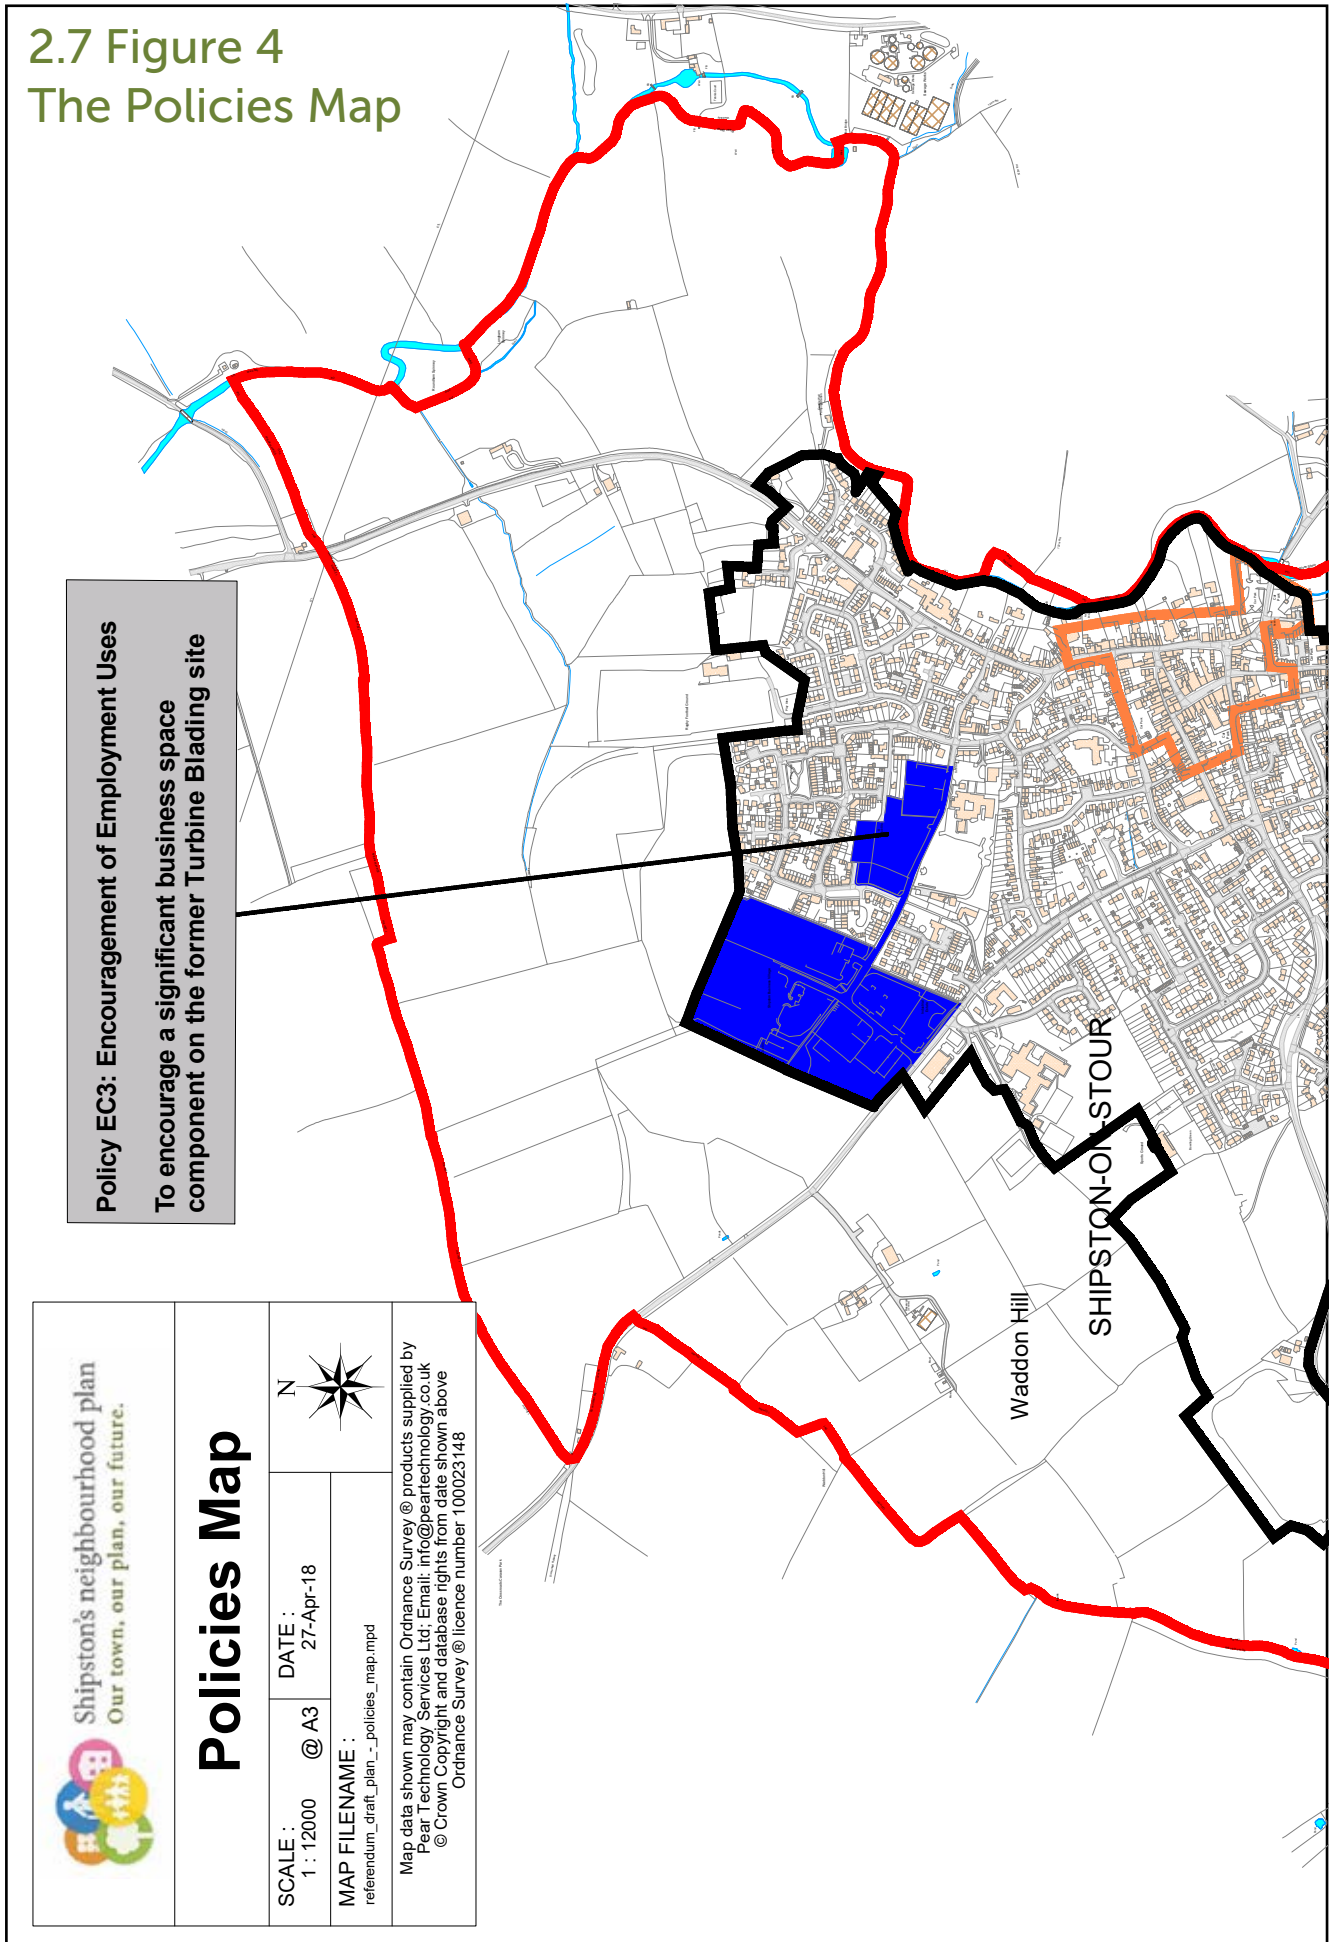 2.7 Figure 4
The Policies Map
Policy EC3: Encouragement of Employment Uses
To encourage a significant business space
component on the former Turbine Blading site
Shipston's neighbourhood plan
Our town, our plan, our future.
Policies Map
SCALE :
1 : 12000 @ A3
DATE :
27-Apr-18
N
MAP FILENAME :
referendum_draft_plan_-_policies_map.mpd
Map data shown may contain Ordnance Survey ® products supplied by
Pear Technology Services Ltd; Email: info@peartechnology.co.uk
© Crown Copyright and database rights from date shown above
Ordnance Survey ® licence number 100023148
Waddon Hill
SHIPSTON-ON-STOUR
Rugby Football Ground